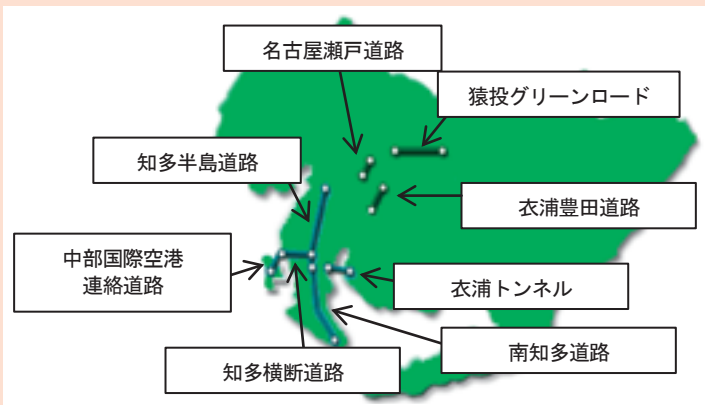 名古屋瀬戸道路
猿投グリーンロード
知多半島道路
衣浦豊田道路
中部国際空港
連絡道路
衣浦トンネル
南知多道路
知多横断道路